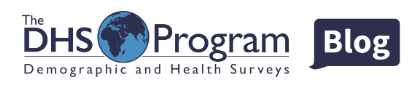 The
DHS Program Blog
Demographic and Health Surveys